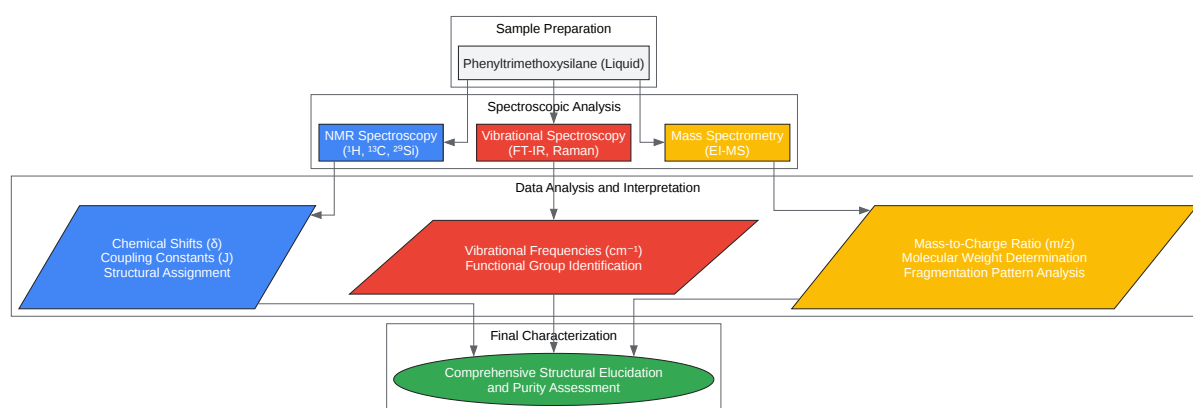 Sample Preparation
Phenyltrimethoxysilane (Liquid)
Spectroscopic Analysis
NMR Spectroscopy
(¹H, ¹³C, ²⁹Si)
Vibrational Spectroscopy
(FT-IR, Raman)
Mass Spectrometry
(EI-MS)
Data Analysis and Interpretation
Chemical Shifts (δ)
Coupling Constants (J)
Structural Assignment
Vibrational Frequencies (cm⁻¹)
Functional Group Identification
Mass-to-Charge Ratio (m/z)
Molecular Weight Determination
Fragmentation Pattern Analysis
Final Characterization
Comprehensive Structural Elucidation
and Purity Assessment